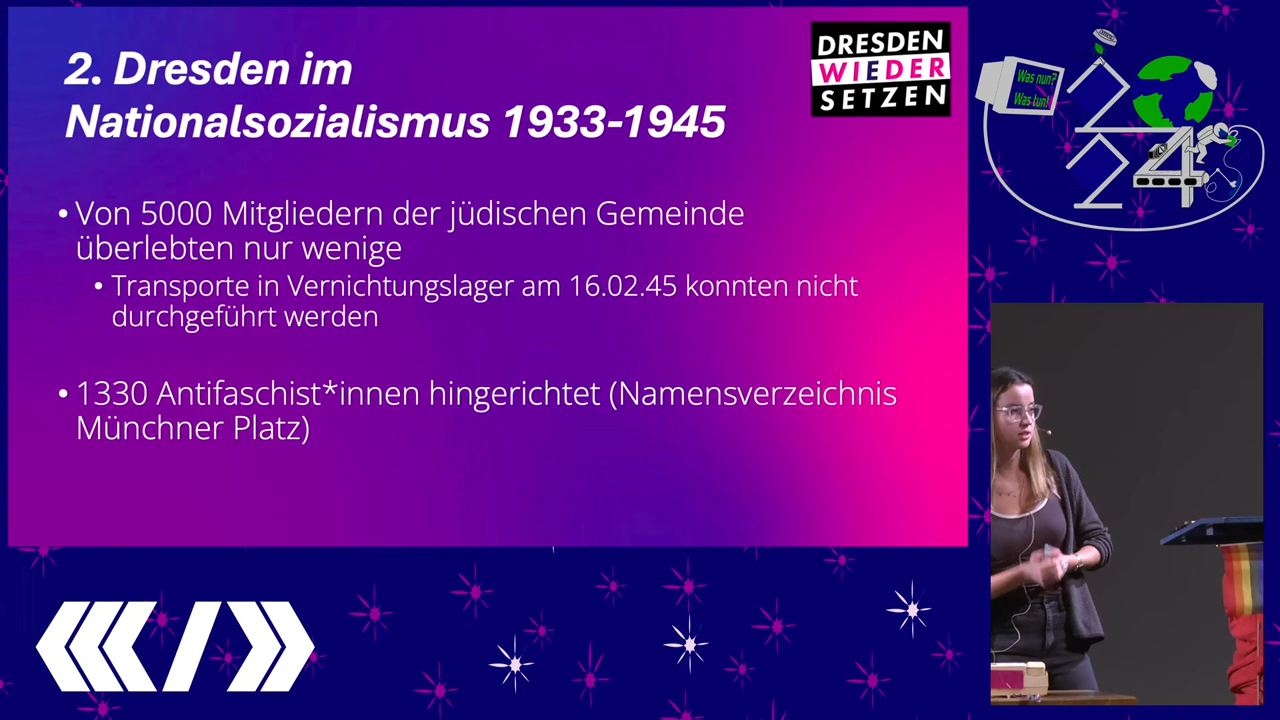 2. Dresden im
Nationalsozialismus 1933-1945
DRESDEN
WIEDER
SETZEN
• Von 5000 Mitgliedern der jüdischen Gemeinde
überlebten nur wenige
• Transporte in Vernichtungslager am 16.02.45 konnten nicht
durchgeführt werden
• 1330 Antifaschist*innen hingerichtet (Namensverzeichnis
Münchner Platz)
Was nun?
Was tun!
2
24